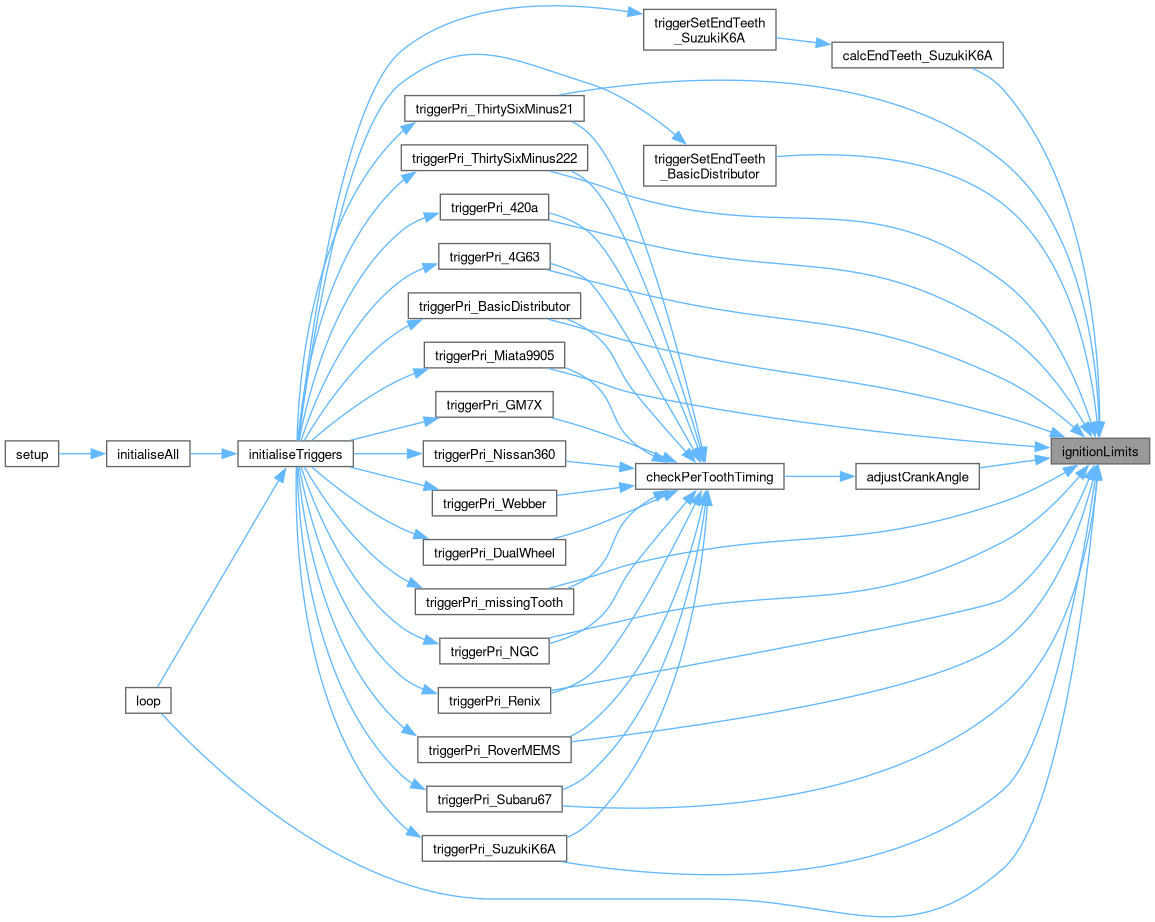 triggerSetEndTeeth
_SuzukiK6A
calcEndTeeth_SuzukiK6A
triggerPri_ThirtySixMinus21
triggerPri_ThirtySixMinus222
triggerSetEndTeeth
_BasicDistributor
triggerPri_420a
triggerPri_4G63
triggerPri_BasicDistributor
triggerPri_Miata9905
triggerPri_GM7X
setup
initialiseAll
initialiseTriggers
triggerPri_Nissan360
ignitionLimits
checkPerToothTiming
adjustCrankAngle
triggerPri_Webber
triggerPri_DualWheel
triggerPri_missingTooth
triggerPri_NGC
loop
triggerPri_Renix
triggerPri_RoverMEMS
triggerPri_Subaru67
triggerPri_SuzukiK6A